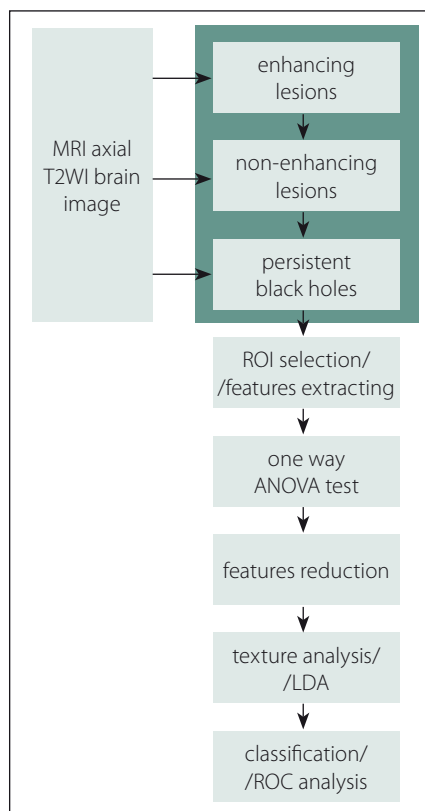 MRI axial
T2WI brain
image
enhancing
lesions
non-enhancing
lesions
persistent
black holes
ROI selection/
/features extracting
one way
ANOVA test
features reduction
texture analysis/
/LDA
classification/
/ROC analysis